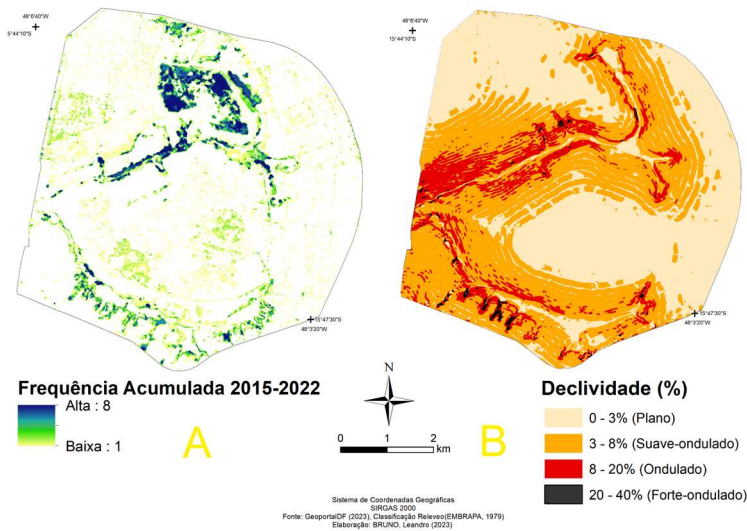 48°6'40"W
5°44'10"S
48°6'40"W
15°44'10"S
15°47'30"S
48°3'20"W
15°47'30"S
48°3'20"W
Frequência Acumulada 2015-2022
Alta : 8
Baixa : 1
A
N
0 1 2
km
B
Declividade (%)
0 - 3% (Plano)
3 - 8% (Suave-ondulado)
8 - 20% (Ondulado)
20 - 40% (Forte-ondulado)
Sistema de Coordenadas Geográficas
SIRGAS 2000
Fonte: GeoportalDF (2023), Classificação Releveo(EMBRAPA, 1979)
Elaboração: BRUNO, Leandro (2023)